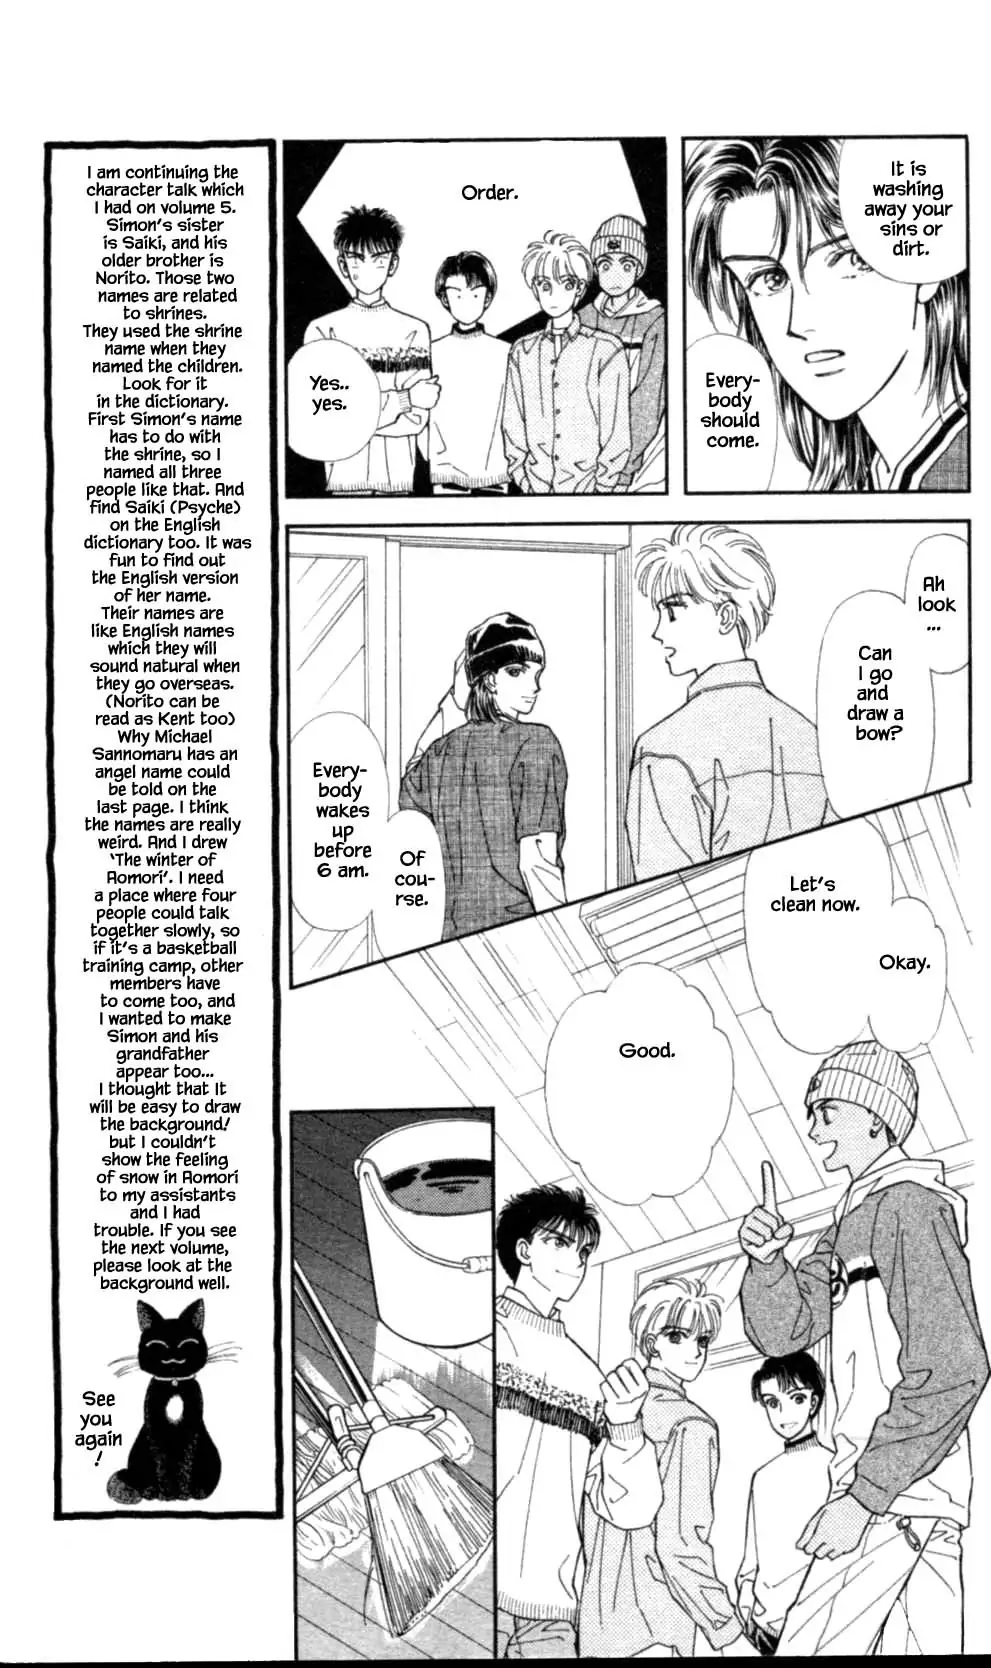 It is
washing
away your
sins or
dirt.
Every-
body
should
come.
Order.
Yes..
yes.
Ah
look
...
Can
I go
and
draw a
bow?
Every-
body
wakes
up
before
6 am.
Of
cou-
rse.
Let's
clean now.
Okay.
Good.
I am continuing the
character talk which
I had on volume 5.
Simon's sister
is Saiki, and his
older brother is
Norito. Those two
names are related
to shrines.
They used the shrine
name when they
named the children.
Look for it
in the dictionary.
First Simon's name
has to do with
the shrine, so I
named all three
people like that. And
find Saiki (Psyche)
on the English
dictionary too. It was
fun to find out
the English version
of her name.
Their names are
like English names
which they will
sound natural when
they go overseas.
(Norito can be
read as Kent too)
Why Michael
Sannomaru has an
angel name could
be told on the
last page. I think
the names are really
weird. And I drew
'The winter of
Aomori'. I need
a place where four
people could talk
together slowly, so
if it's a basketball
training camp, other
members have
to come too, and
I wanted to make
Simon and his
grandfather
appear too...
I thought that It
will be easy to draw
the background!
but I couldn't
show the feeling
of snow in Aomori
to my assistants
and I had
trouble. If you see
the next volume,
please look at the
background well.
See
you
again
!